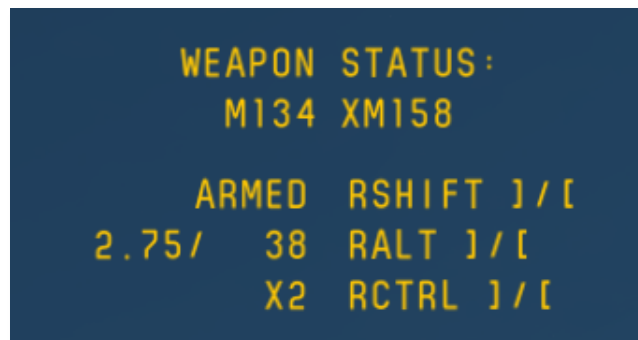 WEAPON STATUS:
M134 XM158
ARMED RSHIFT ]/[
2.75/ 38 RALT ]/[
X2 RCTRL ]/[